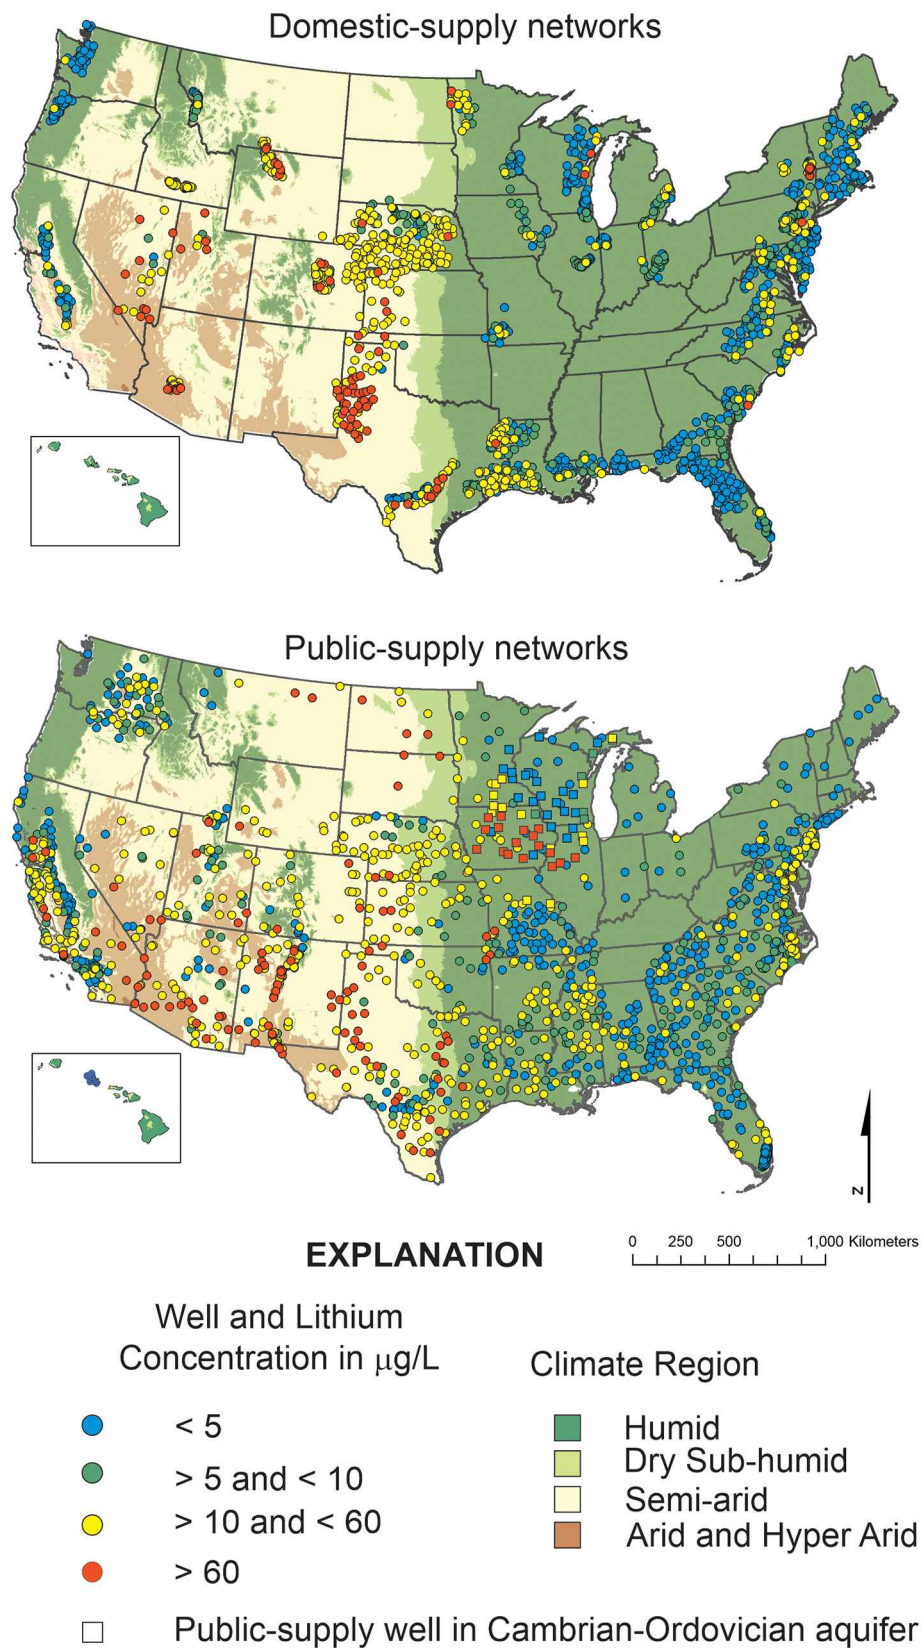 Domestic-supply networks
Public-supply networks
N
EXPLANATION
0 250 500 1,000 Kilometers
Well and Lithium
Concentration in µg/L
< 5
> 5 and < 10
> 10 and < 60
> 60
Public-supply well in Cambrian-Ordovician aquifer
Climate Region
Humid
Dry Sub-humid
Semi-arid
Arid and Hyper Arid